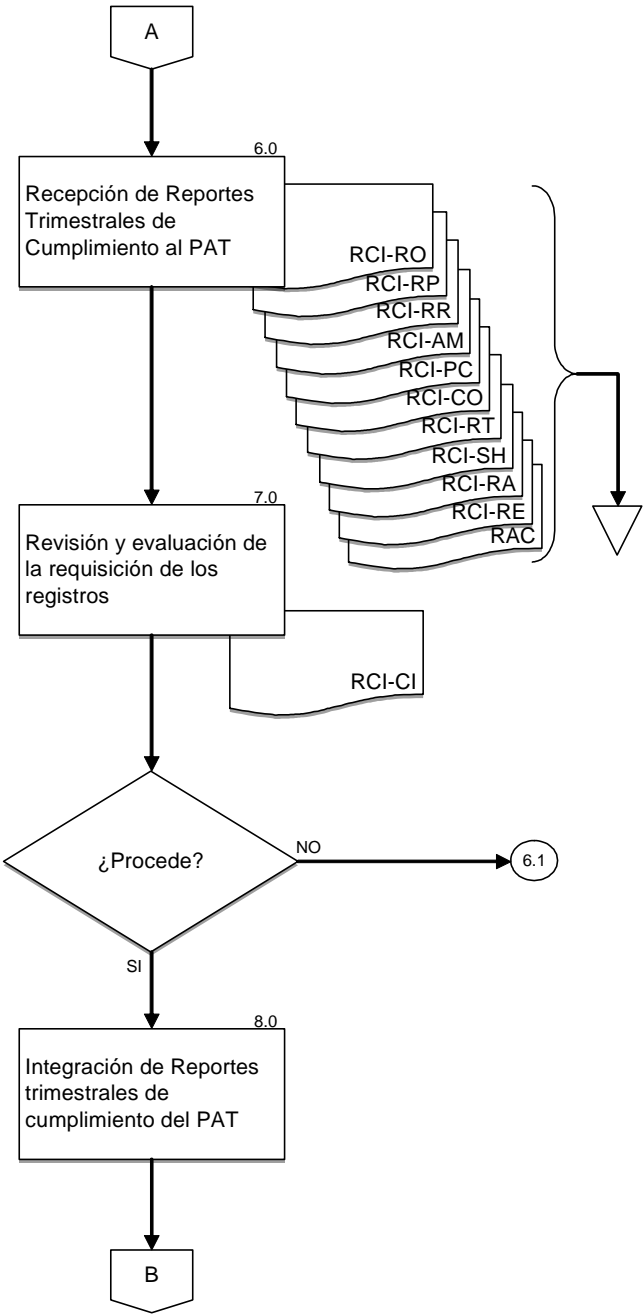 A
6.0
Recepción de Reportes
Trimestrales de
Cumplimiento al PAT
RCI-RO
RCI-RP
RCI-RR
RCI-AM
RCI-PC
RCI-CO
RCI-RT
RCI-SH
RCI-RA
RCI-RE
RAC
7.0
Revisión y evaluación de
la requisición de los
registros
RCI-CI
¿Procede?
NO
6.1
SI
8.0
Integración de Reportes
trimestrales de
cumplimiento del PAT
B